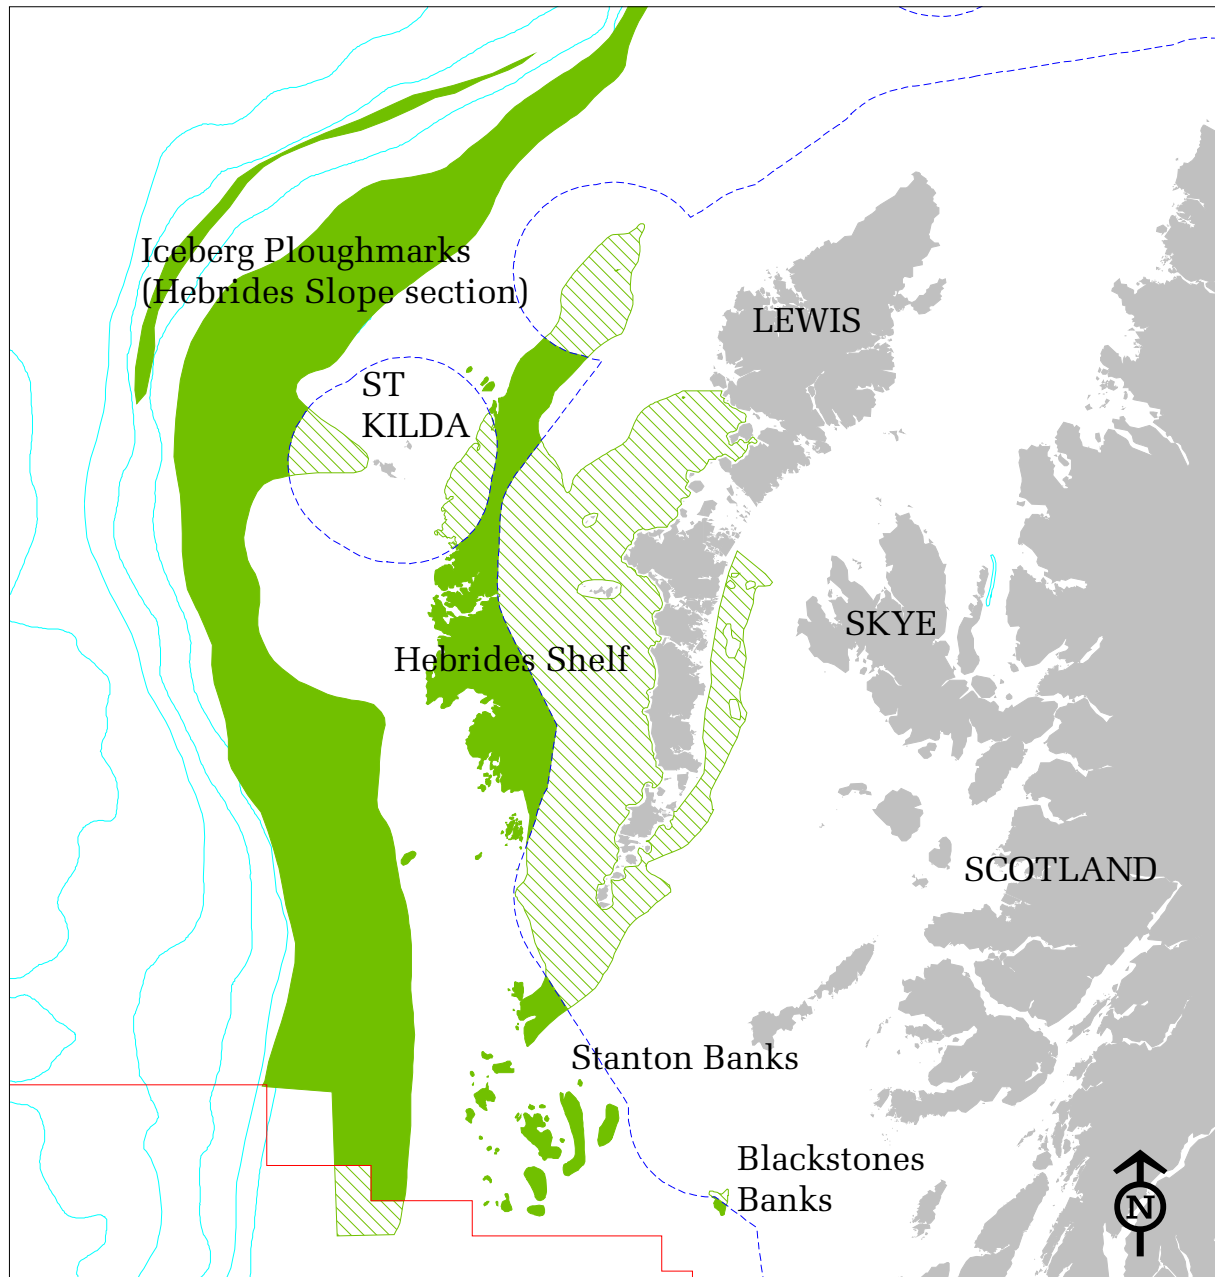 Iceberg Ploughmarks
(Hebrides Slope section)
LEWIS
ST
KILDA
SKYE
Hebrides Shelf
SCOTLAND
Stanton Banks
Blackstones
Banks
N